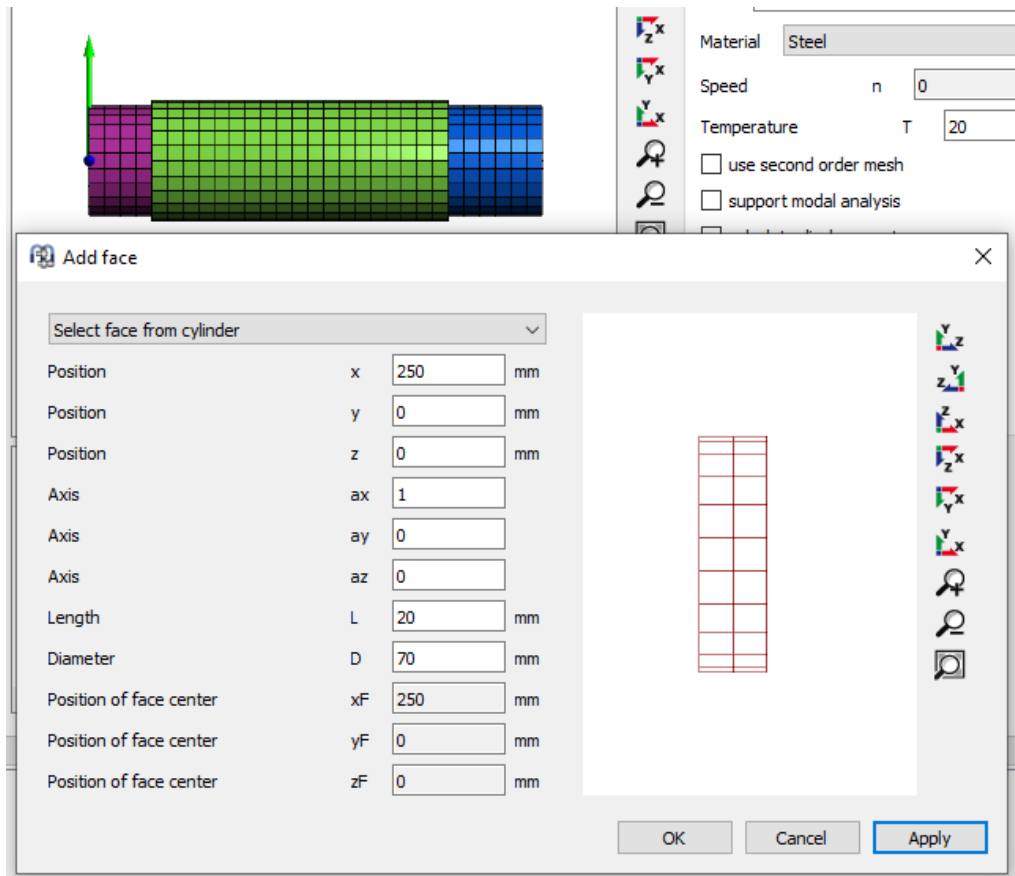 Z X
Material Steel
Y X
Speed n 0
Y X
Temperature T 20
use second order mesh
support modal analysis
Add face
Select face from cylinder
Position x 250 mm
Position y 0 mm
Position z 0 mm
Axis ax 1
Axis ay 0
Axis az 0
Length L 20 mm
Diameter D 70 mm
Position of face center xF 250 mm
Position of face center yF 0 mm
Position of face center zF 0 mm
Y Z
Z Y
Z X
Z X
Y X
Y X
OK Cancel Apply